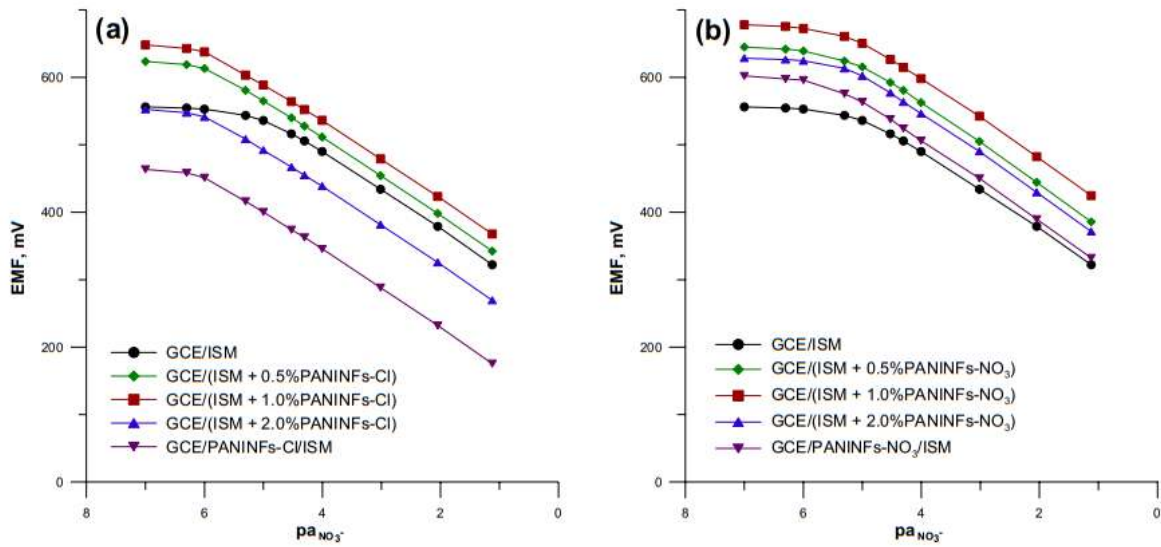 (a)
EMF, mV
600
400
200
0
GCE/ISM
GCE/(ISM + 0.5%PANINFs-Cl)
GCE/(ISM + 1.0%PANINFs-Cl)
GCE/(ISM + 2.0%PANINFs-Cl)
GCE/PANINFs-Cl/ISM
8 6 4 2 0
pa_NO₃⁻
(b)
EMF, mV
600
400
200
0
GCE/ISM
GCE/(ISM + 0.5%PANINFs-NO₃)
GCE/(ISM + 1.0%PANINFs-NO₃)
GCE/(ISM + 2.0%PANINFs-NO₃)
GCE/PANINFs-NO₃/ISM
8 6 4 2 0
pa_NO₃⁻